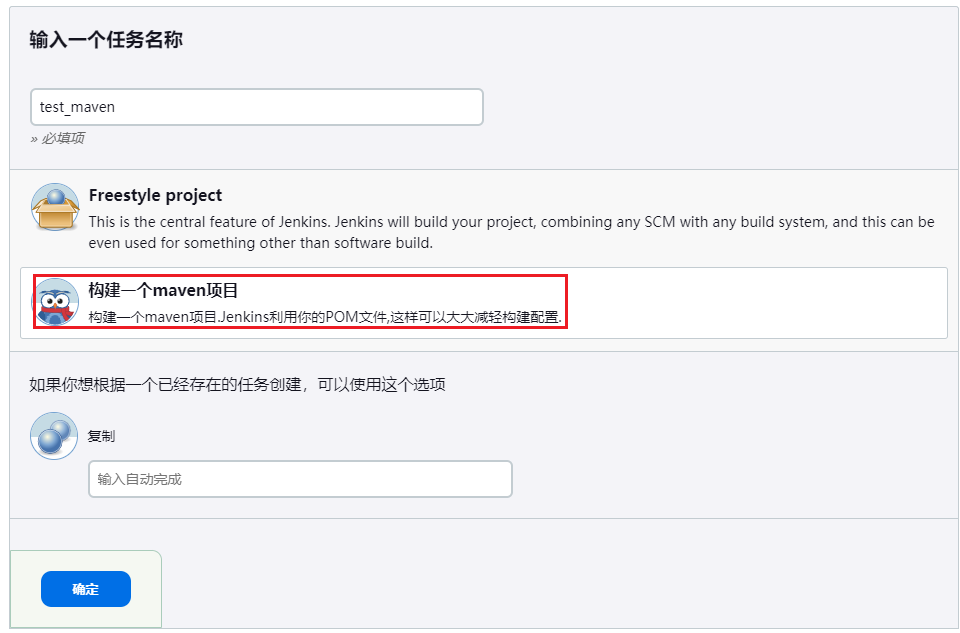 输入一个任务名称
test_maven
» 必填项
Freestyle project
This is the central feature of Jenkins. Jenkins will build your project, combining any SCM with any build system, and this can be
even used for something other than software build.
构建一个maven项目
构建一个maven项目.Jenkins利用你的POM文件,这样可以大大减轻构建配置.
如果你想根据一个已经存在的任务创建，可以使用这个选项
复制
输入自动完成
确定